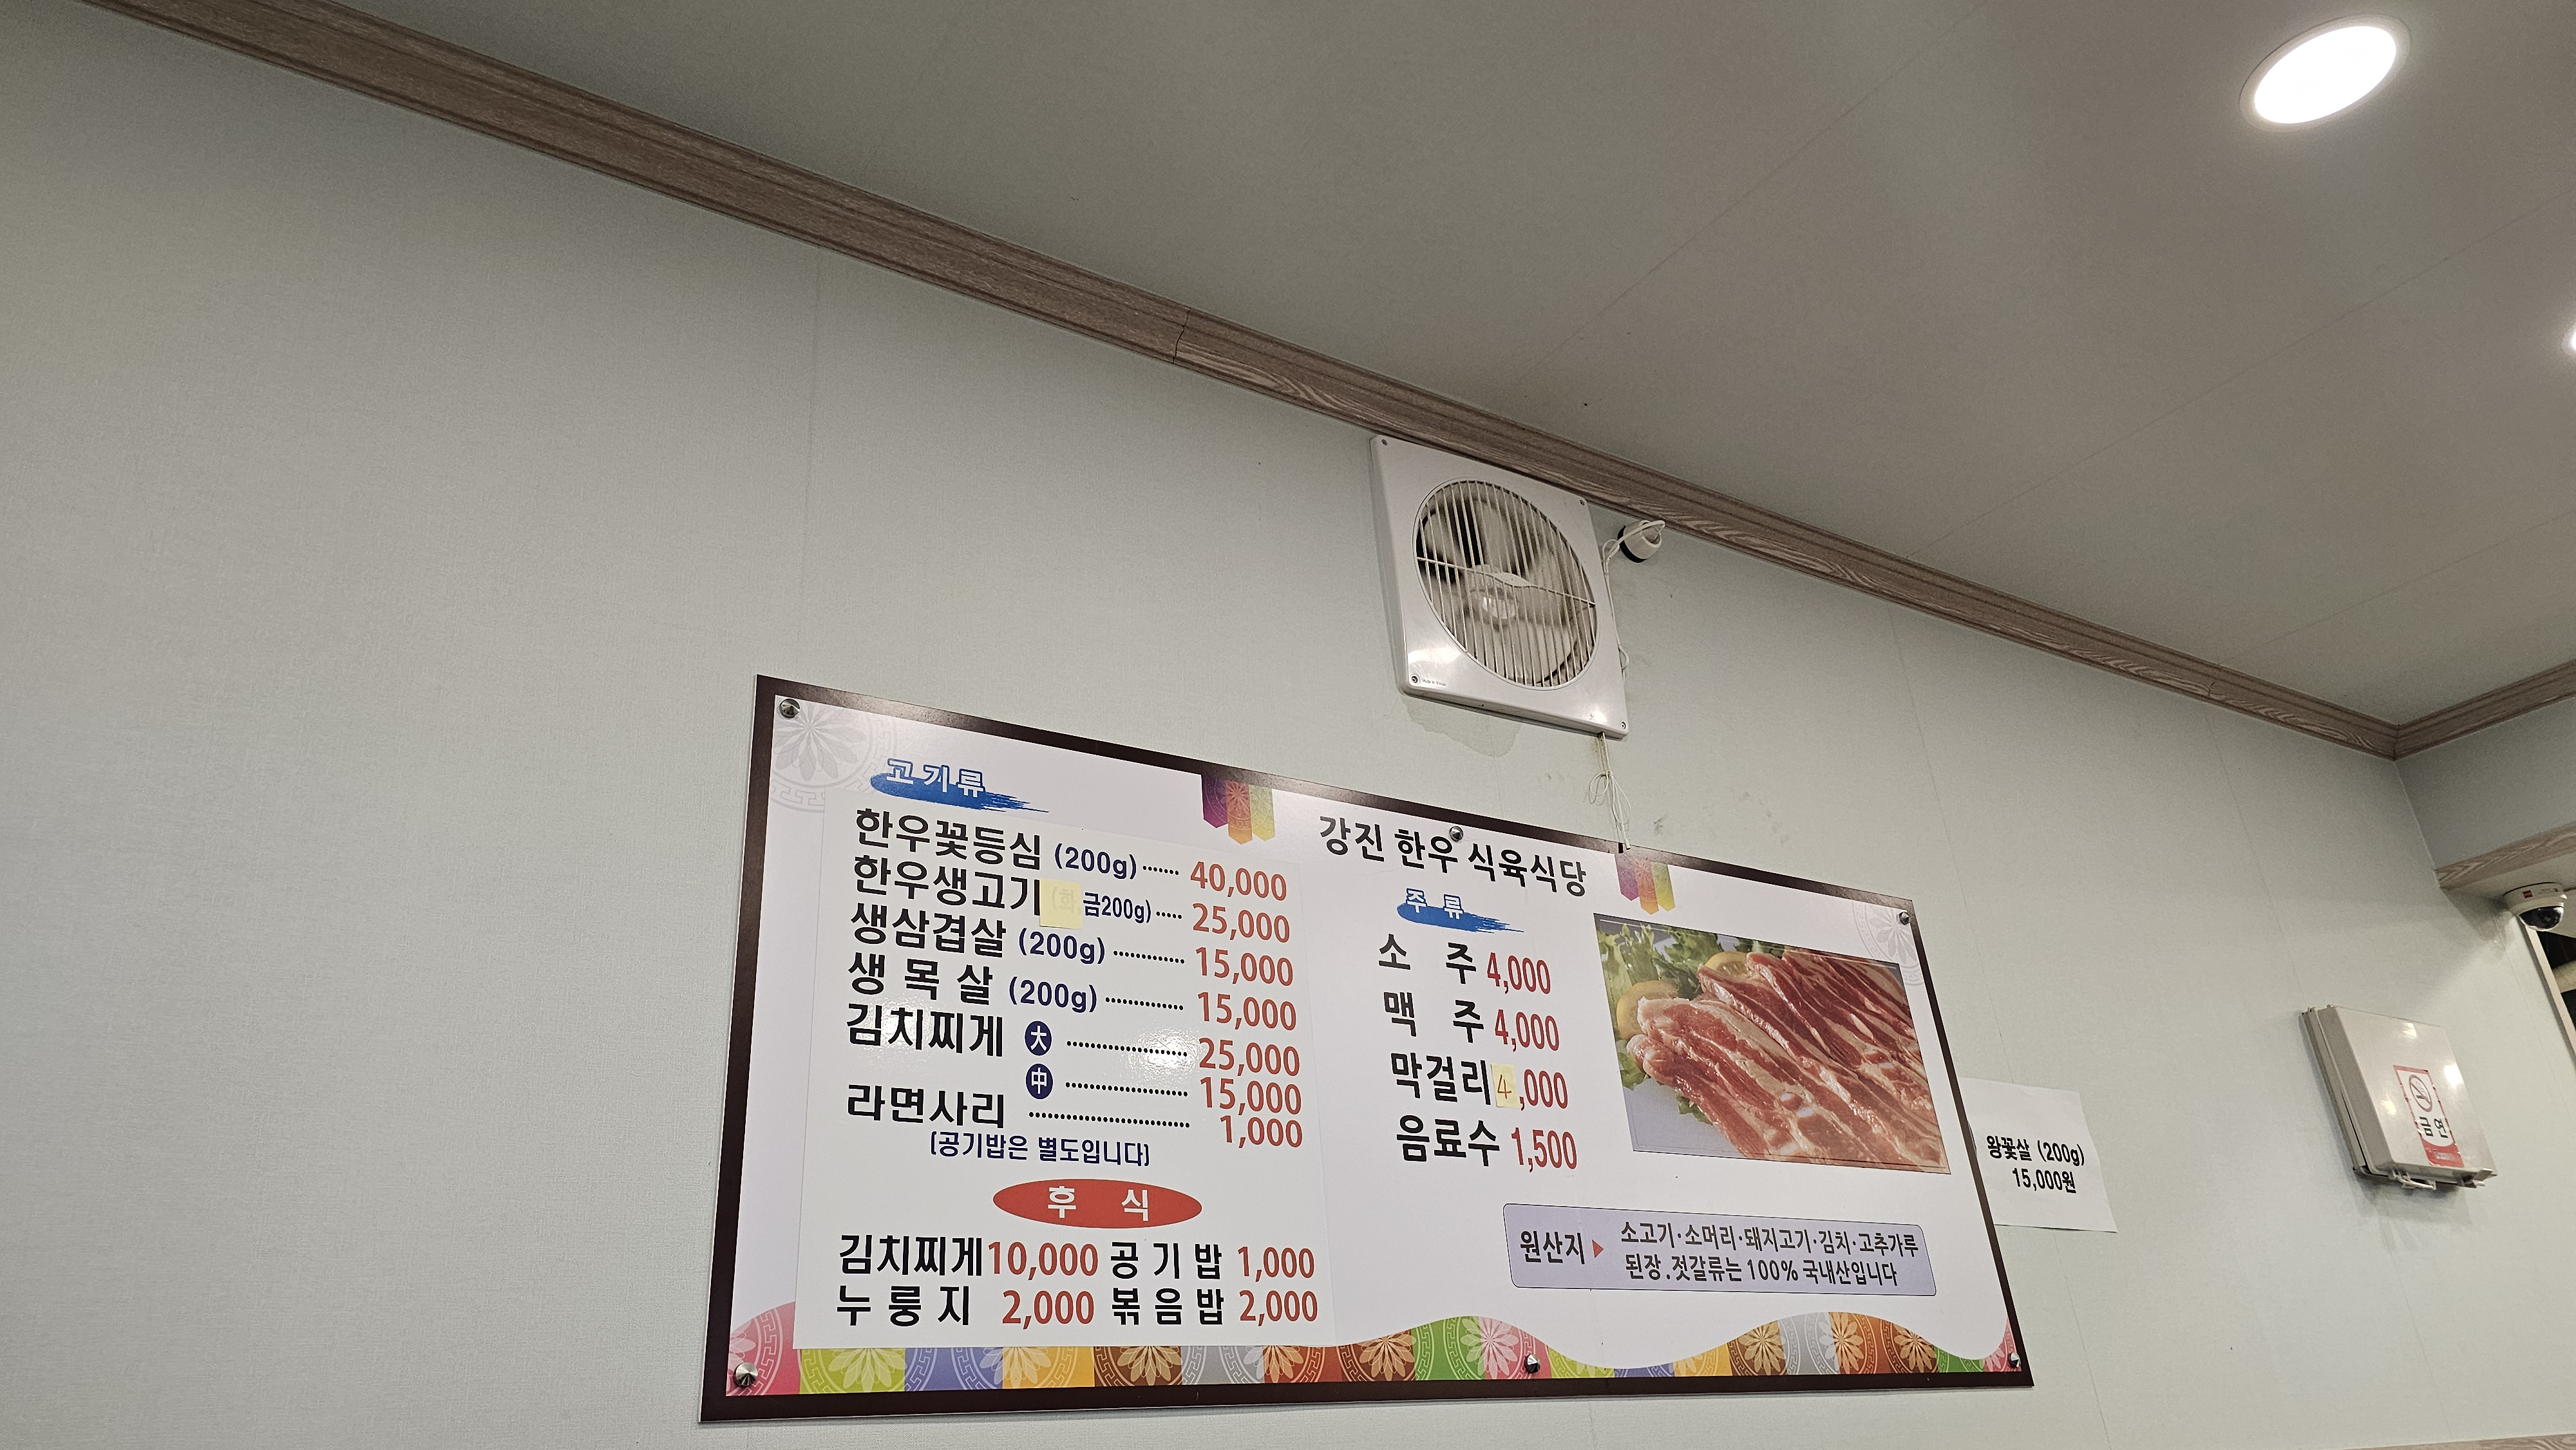 고기류
한우꽃등심 (200g) ······ 40,000
한우생고기 (화 금200g) ····· 25,000
생삼겹살 (200g) ············ 15,000
생 목 살 (200g) ············· 15,000
김치찌게 大 ····················· 25,000
中 ····················· 15,000
라면사리 ···························· 1,000
(공기밥은 별도입니다)
후 식
김치찌게 10,000 공 기 밥 1,000
누 룽 지 2,000 볶 음 밥 2,000
강진 한우 식육식당
주 류
소 주 4,000
맥 주 4,000
막걸리 4,000
음료수 1,500
원산지 ▶ 소고기·소머리·돼지고기·김치·고추가루
된장.젓갈류는 100% 국내산입니다
왕꽃살 (200g)
15,000원
금연